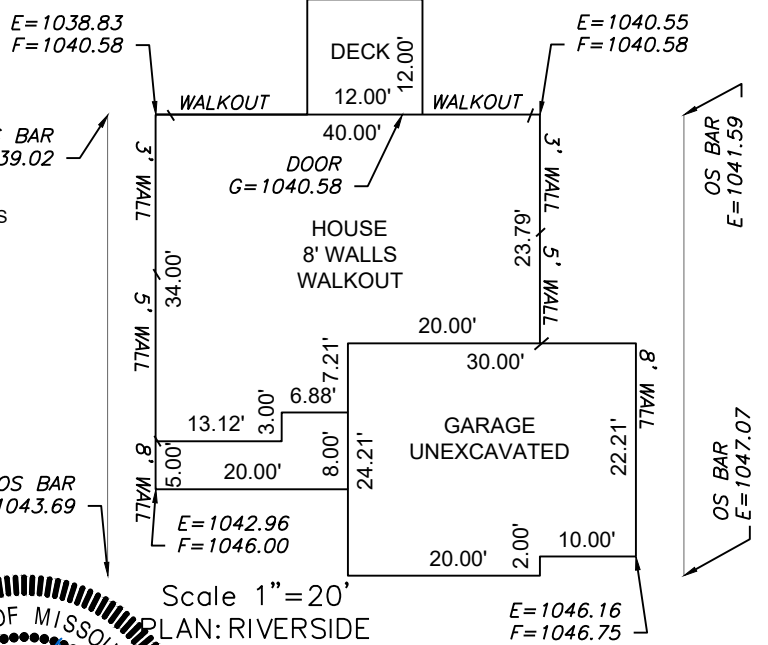 E=1038.83
F=1040.58
E=1040.55
F=1040.58
DECK
12.00'
12.00'
WALKOUT
WALKOUT
40.00'
BAR
39.02
DOOR
G=1040.58
OS BAR
E=1041.59
S
3' WALL
3' WALL
HOUSE
8' WALLS
WALKOUT
23.79'
34.00'
5' WALL
5' WALL
20.00'
30.00'
7.21'
6.88'
3.00'
13.12'
8' WALL
GARAGE
UNEXCAVATED
8' WALL
5.00'
20.00'
8.00'
24.21'
22.21'
OS BAR
E=1047.07
OS BAR
1043.69
E=1042.96
F=1046.00
20.00'
2.00'
10.00'
Scale 1"=20'
PLAN: RIVERSIDE
E=1046.16
F=1046.75
OF MISSOU